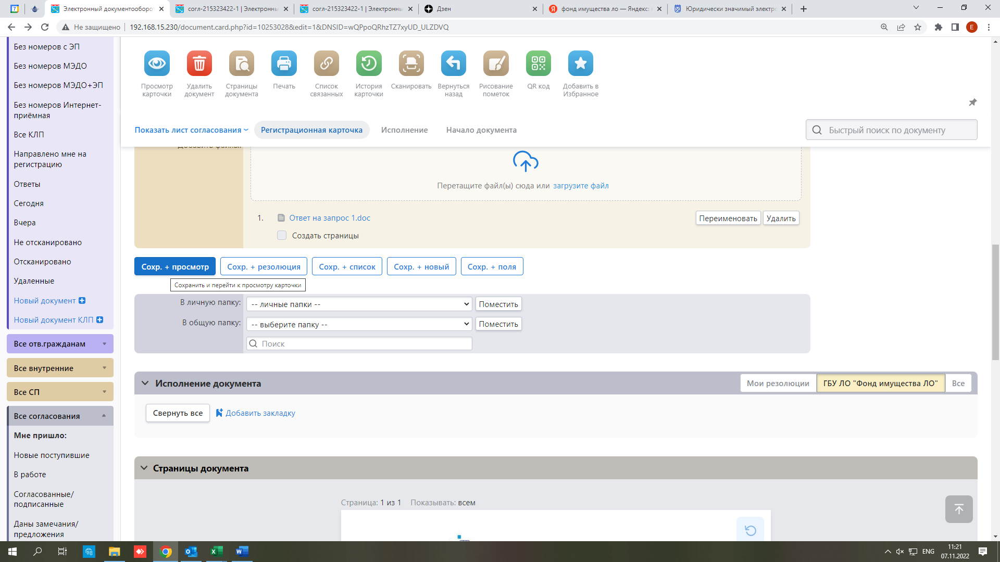 Электронный документооборот
согл-215323422-1 | Электронны
согл-215323422-1 | Электронны
Дзен
фонд имущества ло — Яндекс:
Юридически значимый электро
Не защищено
192.168.15.230/document.card.php?id=10253028&edit=1&DNSID=wQPpoQRhzTZ7xyUD_ULZDVQ
E
Без номеров с ЭП
Без номеров МЭДО
Без номеров МЭДО+ЭП
Без номеров Интернет-
приёмная
Все КЛП
Направлено мне на
регистрацию
Ответы
Сегодня
Вчера
Не отсканировано
Отсканировано
Удаленные
Новый документ
Новый документ КЛП
Все отв.гражданам
Все внутренние
Все СП
Все согласования
Мне пришло:
Новые поступившие
В работе
Согласованные/
подписанные
Даны замечания/
предложения
Просмотр
карточки
Удалить
документ
Страницы
документа
Печать
Список
связанных
История
карточки
Сканировать
Вернуться
назад
Рисование
пометок
QR код
Добавить в
Избранное
Показать лист согласования
Регистрационная карточка
Исполнение
Начало документа
Быстрый поиск по документу
Добавить файлы:
Перетащите файл(ы) сюда или загрузите файл
1. Ответ на запрос 1.doc
Переименовать
Удалить
Создать страницы
Сохр. + просмотр
Сохр. + резолюция
Сохр. + список
Сохр. + новый
Сохр. + поля
Сохранить и перейти к просмотру карточки
В личную папку:
-- личные папки --
Поместить
В общую папку:
-- выберите папку --
Поместить
Поиск
Исполнение документа
Мои резолюции
ГБУ ЛО "Фонд имущества ЛО"
Все
Свернуть все
Добавить закладку
Страницы документа
Страница: 1 из 1 Показывать: всем
ENG
11:21
07.11.2022